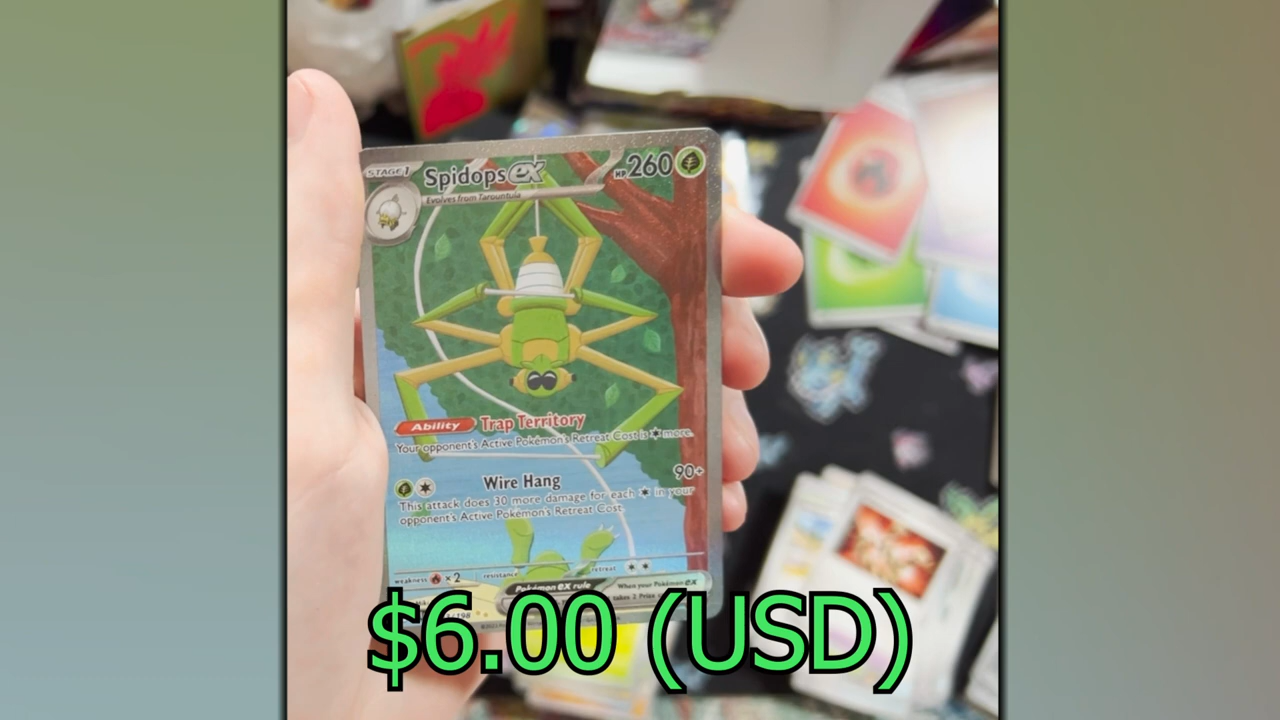 STAGE 1
Spidops ex
HP 260
Evolves from Tarountula
Ability Trap Territory
Your opponent's Active Pokémon's Retreat Cost is more.
Wire Hang 90+
This attack does 30 more damage for each in your
opponent's Active Pokémon's Retreat Cost.
weakness ×2 resistance retreat
Pokémon ex rule When your Pokémon ex
takes 2 Prize
$6.00 (USD)